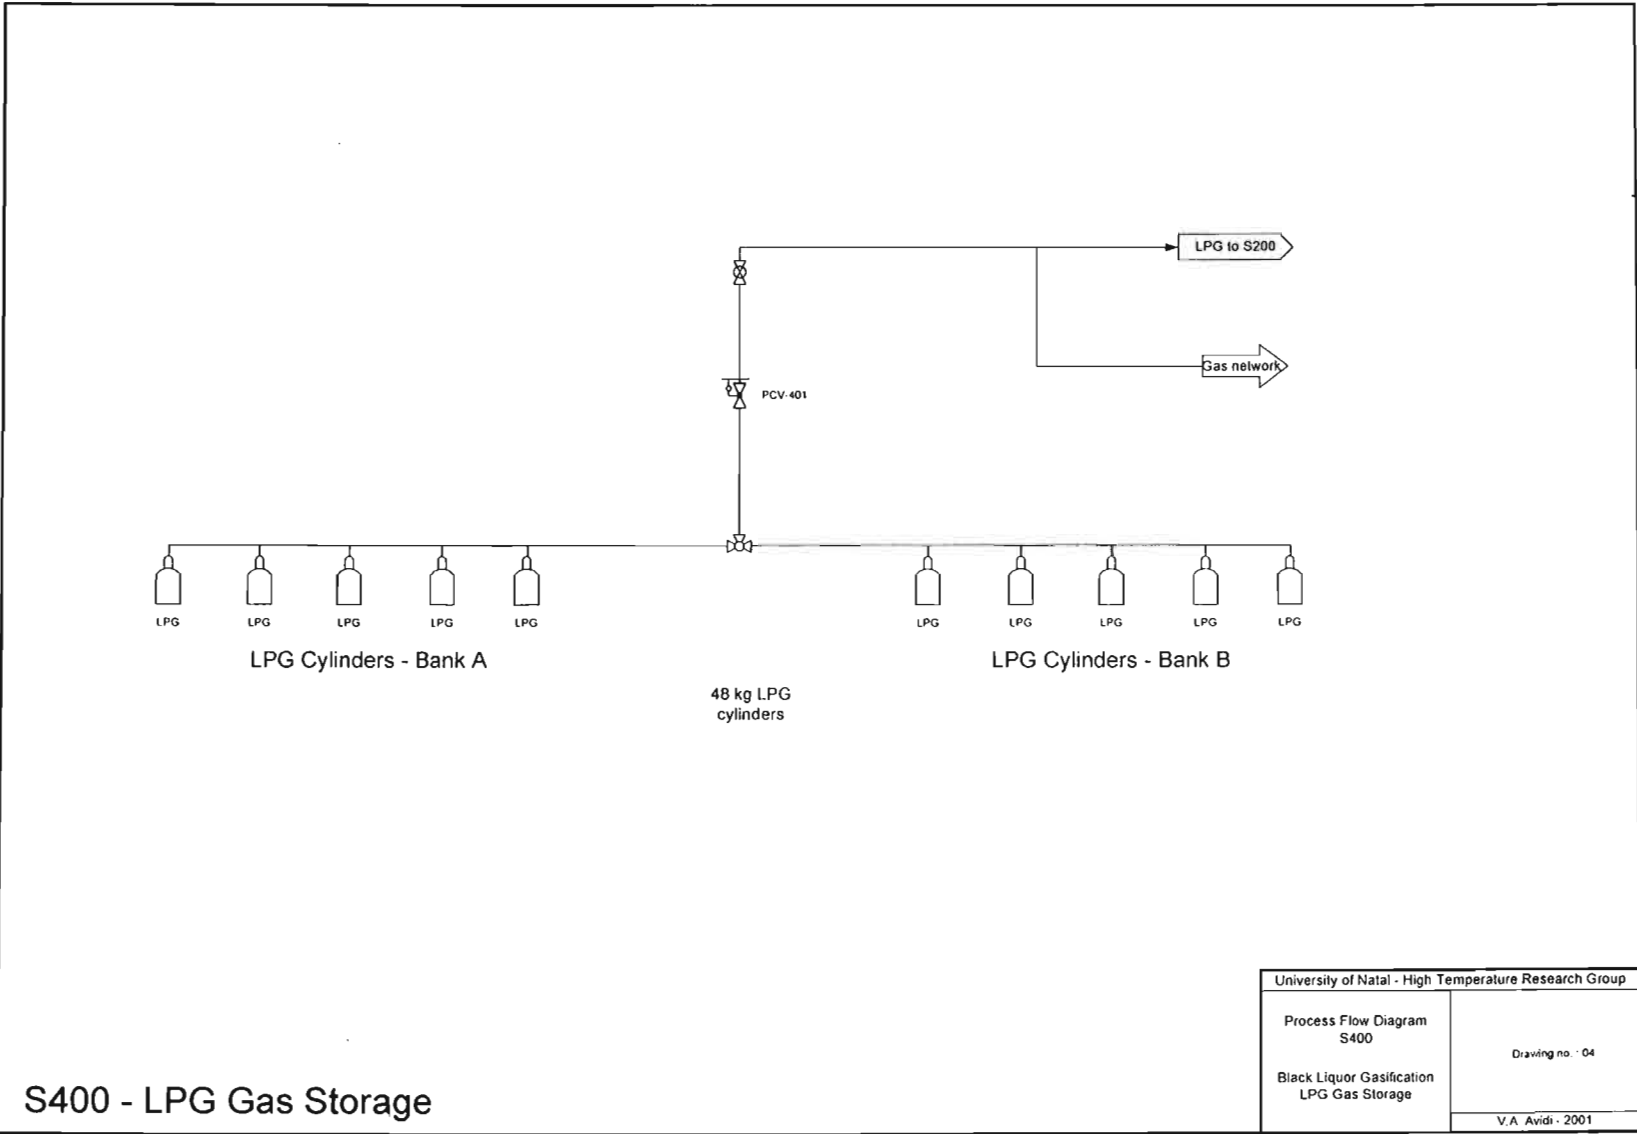 LPG to S200
Gas network
PCV-401
LPG LPG LPG LPG LPG LPG LPG LPG LPG LPG
LPG Cylinders - Bank A LPG Cylinders - Bank B
48 kg LPG
cylinders
University of Natal - High Temperature Research Group
Process Flow Diagram
S400
Drawing no. : 04
Black Liquor Gasification
LPG Gas Storage
S400 - LPG Gas Storage
V.A. Avidi - 2001